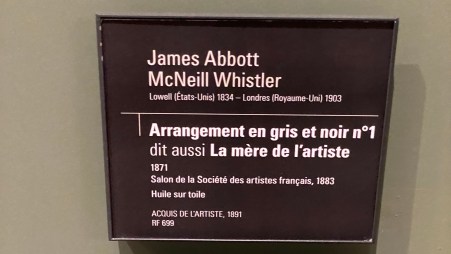 James Abbott
McNeill Whistler
Lowell (États-Unis) 1834 – Londres (Royaume-Uni) 1903
Arrangement en gris et noir n°1
dit aussi La mère de l'artiste
1871
Salon de la Société des artistes français, 1883
Huile sur toile
ACQUIS DE L'ARTISTE, 1891
RF 699